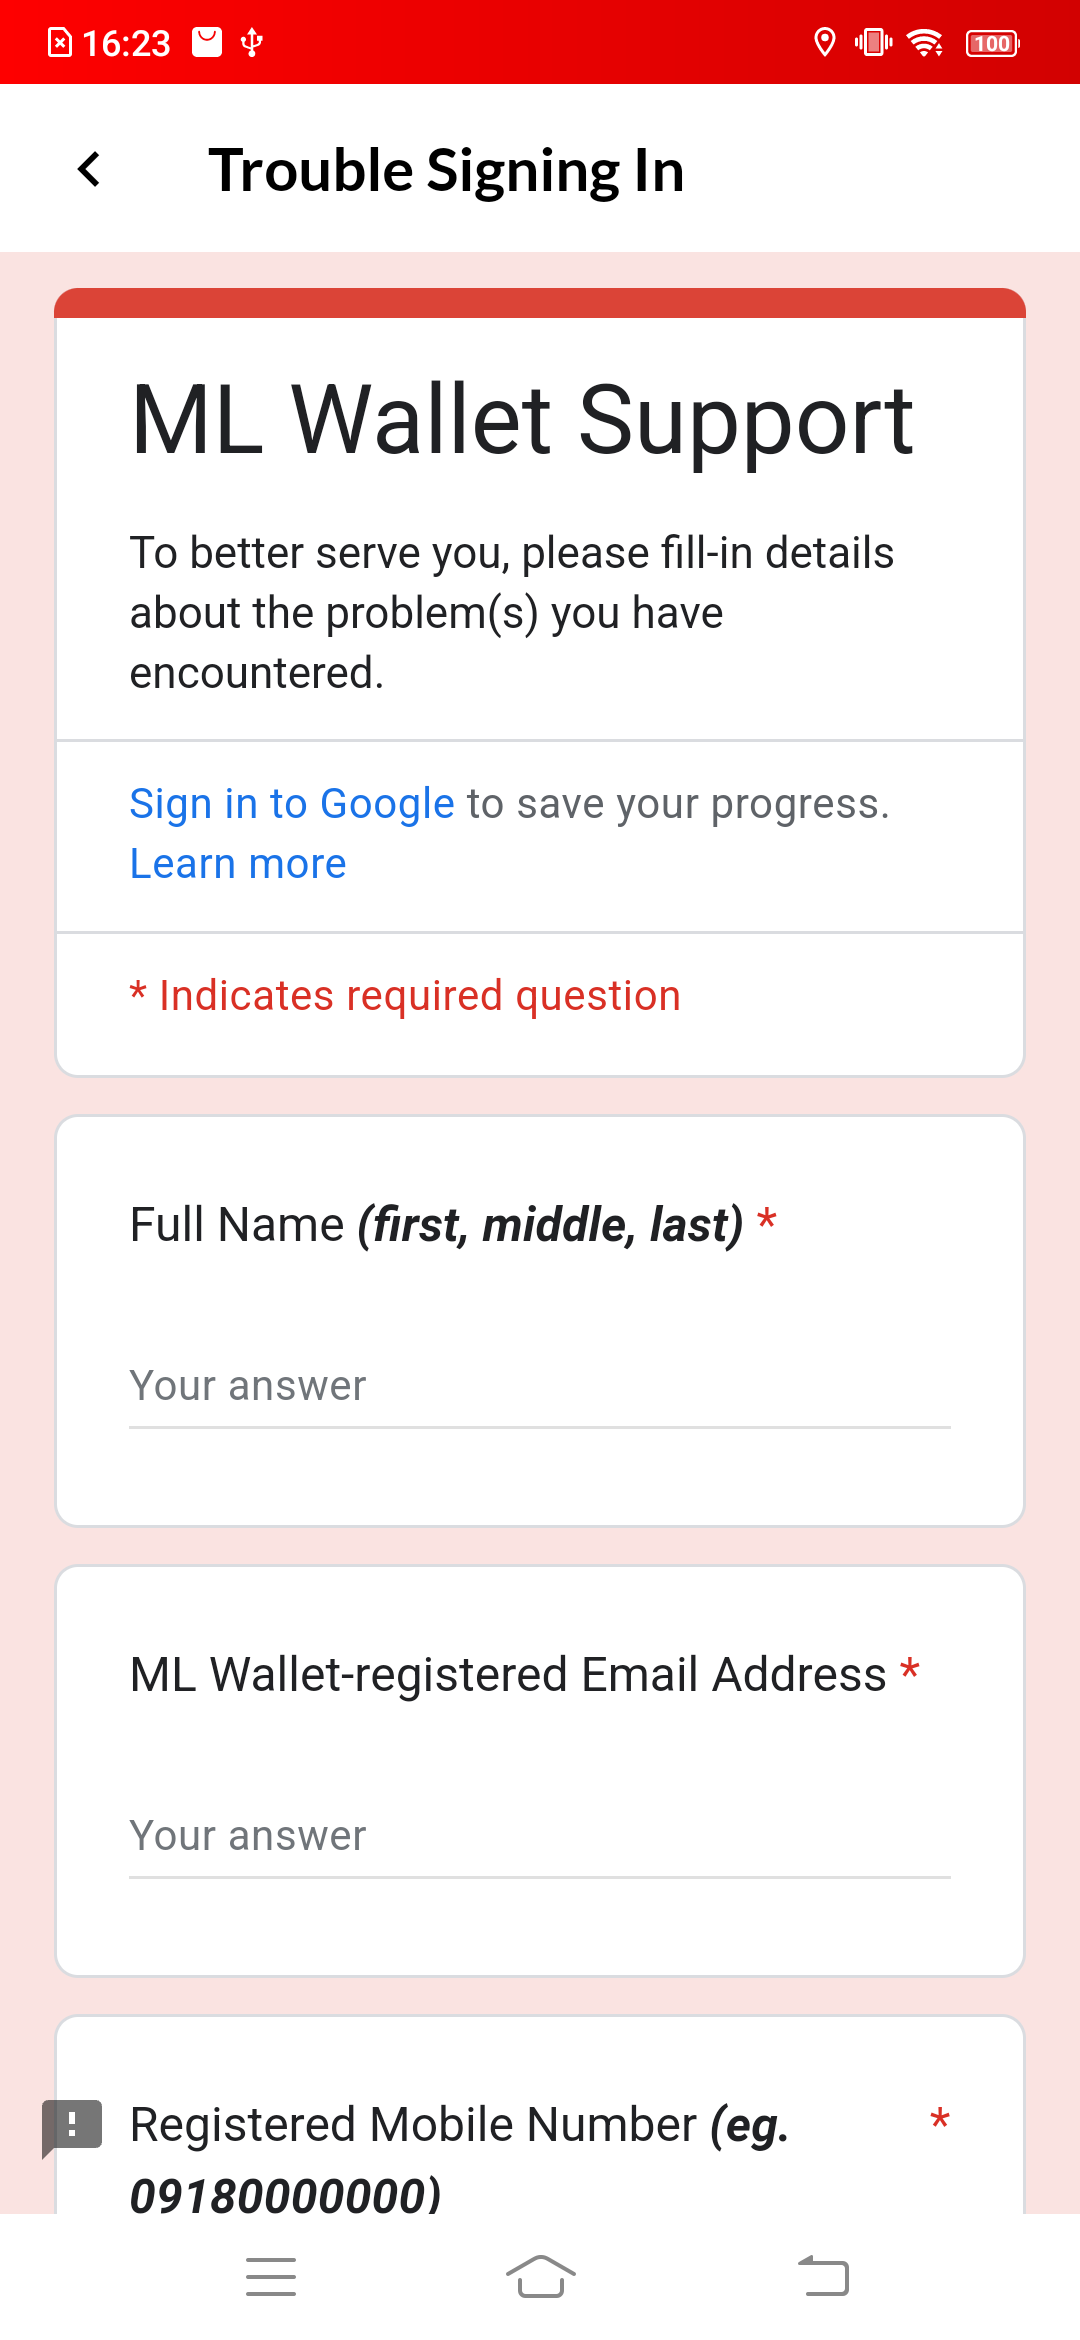 16:23
100
Trouble Signing In
ML Wallet Support
To better serve you, please fill-in details
about the problem(s) you have
encountered.
Sign in to Google to save your progress.
Learn more
* Indicates required question
Full Name (first, middle, last) *
Your answer
ML Wallet-registered Email Address *
Your answer
Registered Mobile Number (eg. *
09180000000)